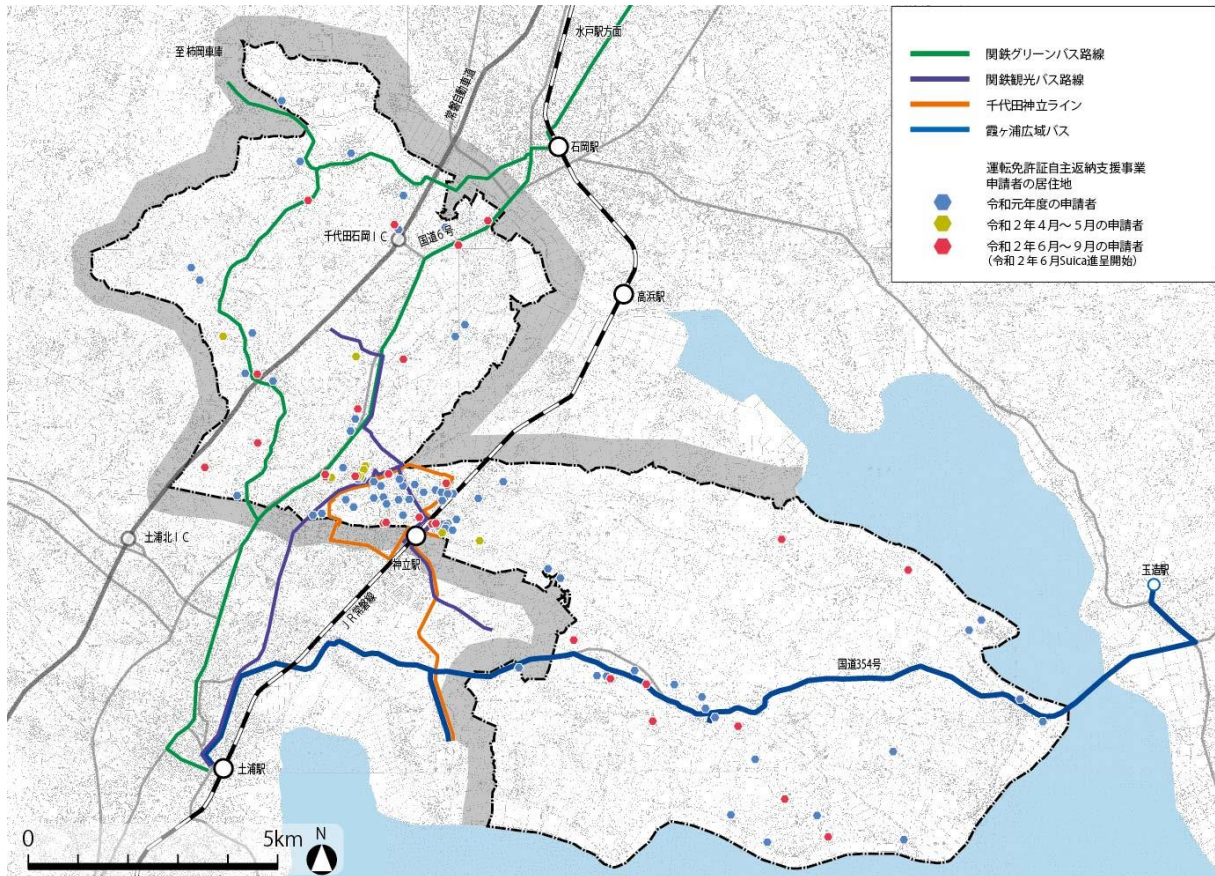 水戸駅方面
至 柿岡車庫
常磐自動車道
石岡駅
千代田石岡IC
国道6号
高浜駅
土浦北IC
神立駅
JR常磐線
玉造駅
国道354号
土浦駅
0
5km
N
関鉄グリーンバス路線
関鉄観光バス路線
千代田神立ライン
霞ヶ浦広域バス
運転免許証自主返納支援事業
申請者の居住地
令和元年度の申請者
令和2年4月～5月の申請者
令和2年6月～9月の申請者
(令和2年6月Suica進呈開始)